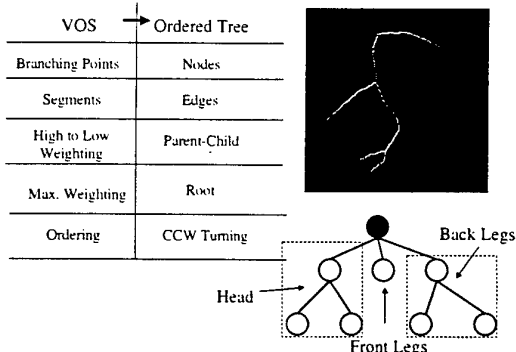 VOS → Ordered Tree
Branching Points Nodes
Segments Edges
High to Low
Weighting
Parent-Child
Max. Weighting Root
Ordering CCW Turning
Back Legs
Head
Front Legs